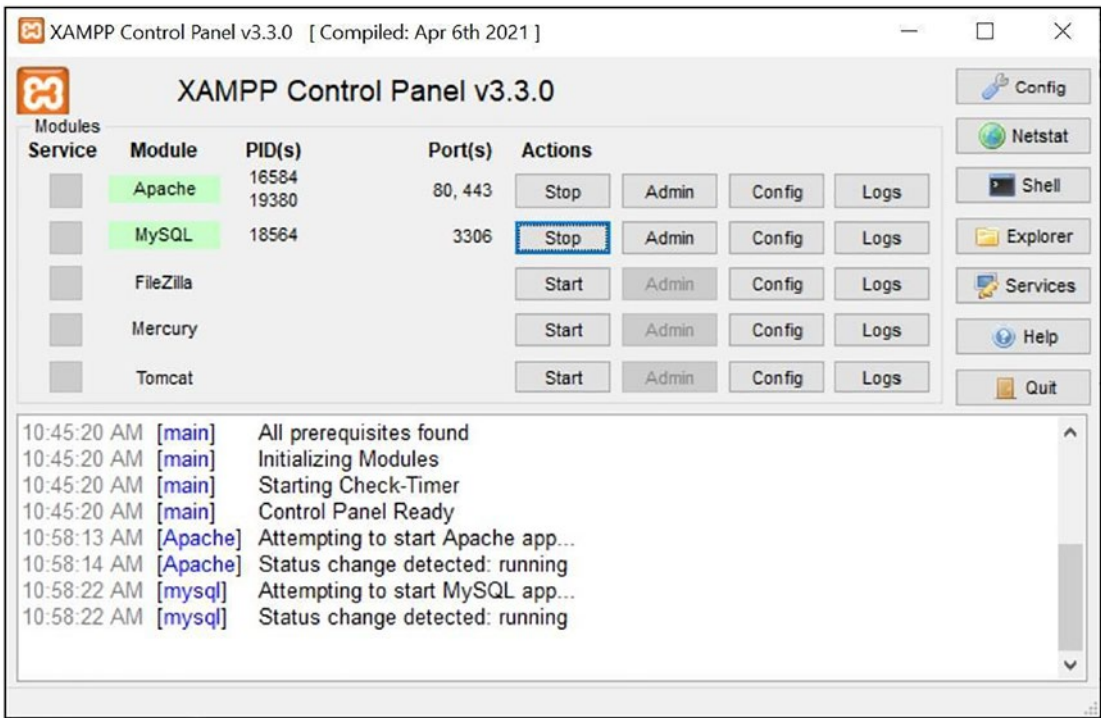 XAMPP Control Panel v3.3.0 [ Compiled: Apr 6th 2021 ]
XAMPP Control Panel v3.3.0
Config
Modules
Netstat
Service Module PID(s) Port(s) Actions
Apache 16584 19380 80, 443 Stop Admin Config Logs
Shell
MySQL 18564 3306 Stop Admin Config Logs
Explorer
FileZilla Start Admin Config Logs
Services
Mercury Start Admin Config Logs
Help
Tomcat Start Admin Config Logs
Quit
10:45:20 AM [main] All prerequisites found
10:45:20 AM [main] Initializing Modules
10:45:20 AM [main] Starting Check-Timer
10:45:20 AM [main] Control Panel Ready
10:58:13 AM [Apache] Attempting to start Apache app...
10:58:14 AM [Apache] Status change detected: running
10:58:22 AM [mysql] Attempting to start MySQL app...
10:58:22 AM [mysql] Status change detected: running